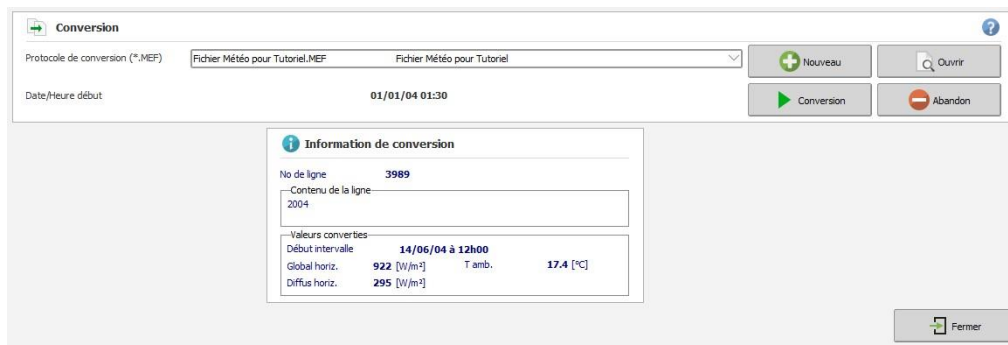 Conversion
Protocole de conversion (*.MEF) Fichier Météo pour Tutoriel.MEF Fichier Météo pour Tutoriel Nouveau Ouvrir
Date/Heure début 01/01/04 01:30 Conversion Abandon
Information de conversion
No de ligne 3989
Contenu de la ligne
2004
Valeurs converties
Début intervalle 14/06/04 à 12h00
Global horiz. 922 [W/m²] T amb. 17.4 [°C]
Diffus horiz. 295 [W/m²]
Fermer